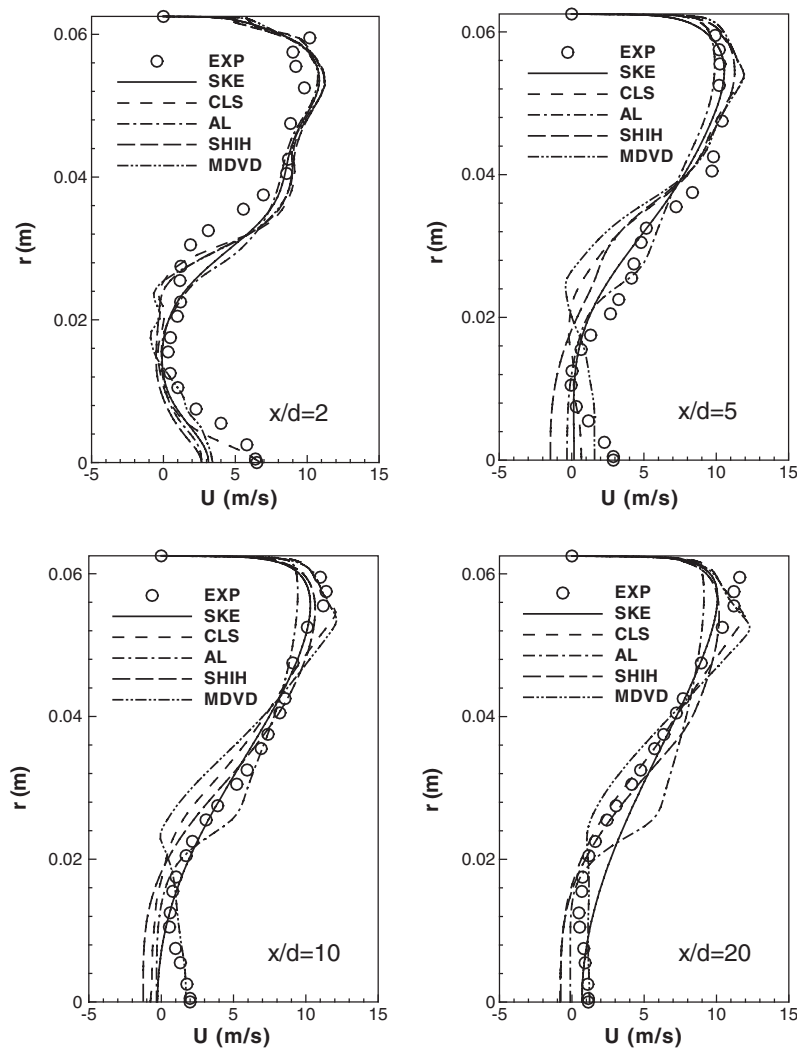 0.06
0.04
0.02
0
r (m)
EXP
SKE
CLS
AL
SHIH
MDVD
x/d=2
-5 0 5 10 15
U (m/s)
0.06
0.04
0.02
0
r (m)
EXP
SKE
CLS
AL
SHIH
MDVD
x/d=5
-5 0 5 10 15
U (m/s)
0.06
0.04
0.02
0
r (m)
EXP
SKE
CLS
AL
SHIH
MDVD
x/d=10
-5 0 5 10 15
U (m/s)
0.06
0.04
0.02
0
r (m)
EXP
SKE
CLS
AL
SHIH
MDVD
x/d=20
-5 0 5 10 15
U (m/s)